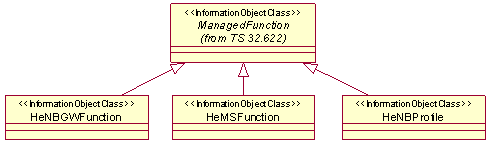 <<InformationObjectClass>>
ManagedFunction
(from TS 32.622)
<<InformationObjectClass>>
HeNBGWFunction
<<InformationObjectClass>>
HeMSFunction
<<InformationObjectClass>>
HeNBProfile